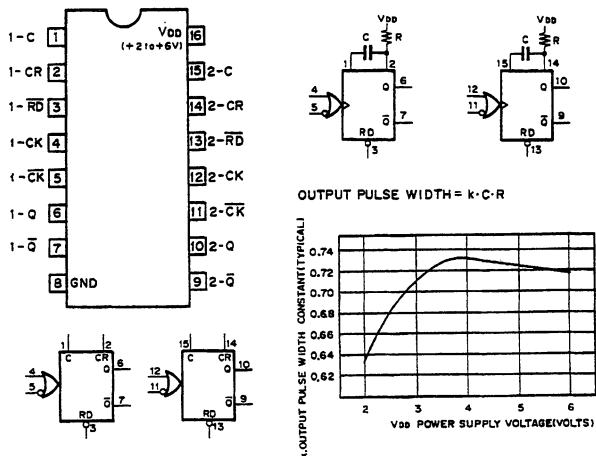 1-C 1
VDD
(+2 to +6V)
16
1-CR 2
15 2-C
1-RD 3
14 2-CR
1-CK 4
13 2-RD
1-CK 5
12 2-CK
1-Q 6
11 2-CK
1-Q 7
10 2-Q
8 GND
9 2-Q
VDD
C
R
1
2
4
5
Q
6
Q
7
RD
3
VDD
C
R
15
14
12
11
Q
10
Q
9
RD
13
OUTPUT PULSE WIDTH = k·C·R
OUTPUT PULSE WIDTH CONSTANT(TYPICAL)
0.74
0.72
0.70
0.68
0.66
0.64
0.62
2
3
4
5
6
VDD POWER SUPPLY VOLTAGE(VOLTS)
1
2
C
CR
4
5
Q
6
Q
7
RD
3
15
14
C
CR
12
11
Q
10
Q
9
RD
13